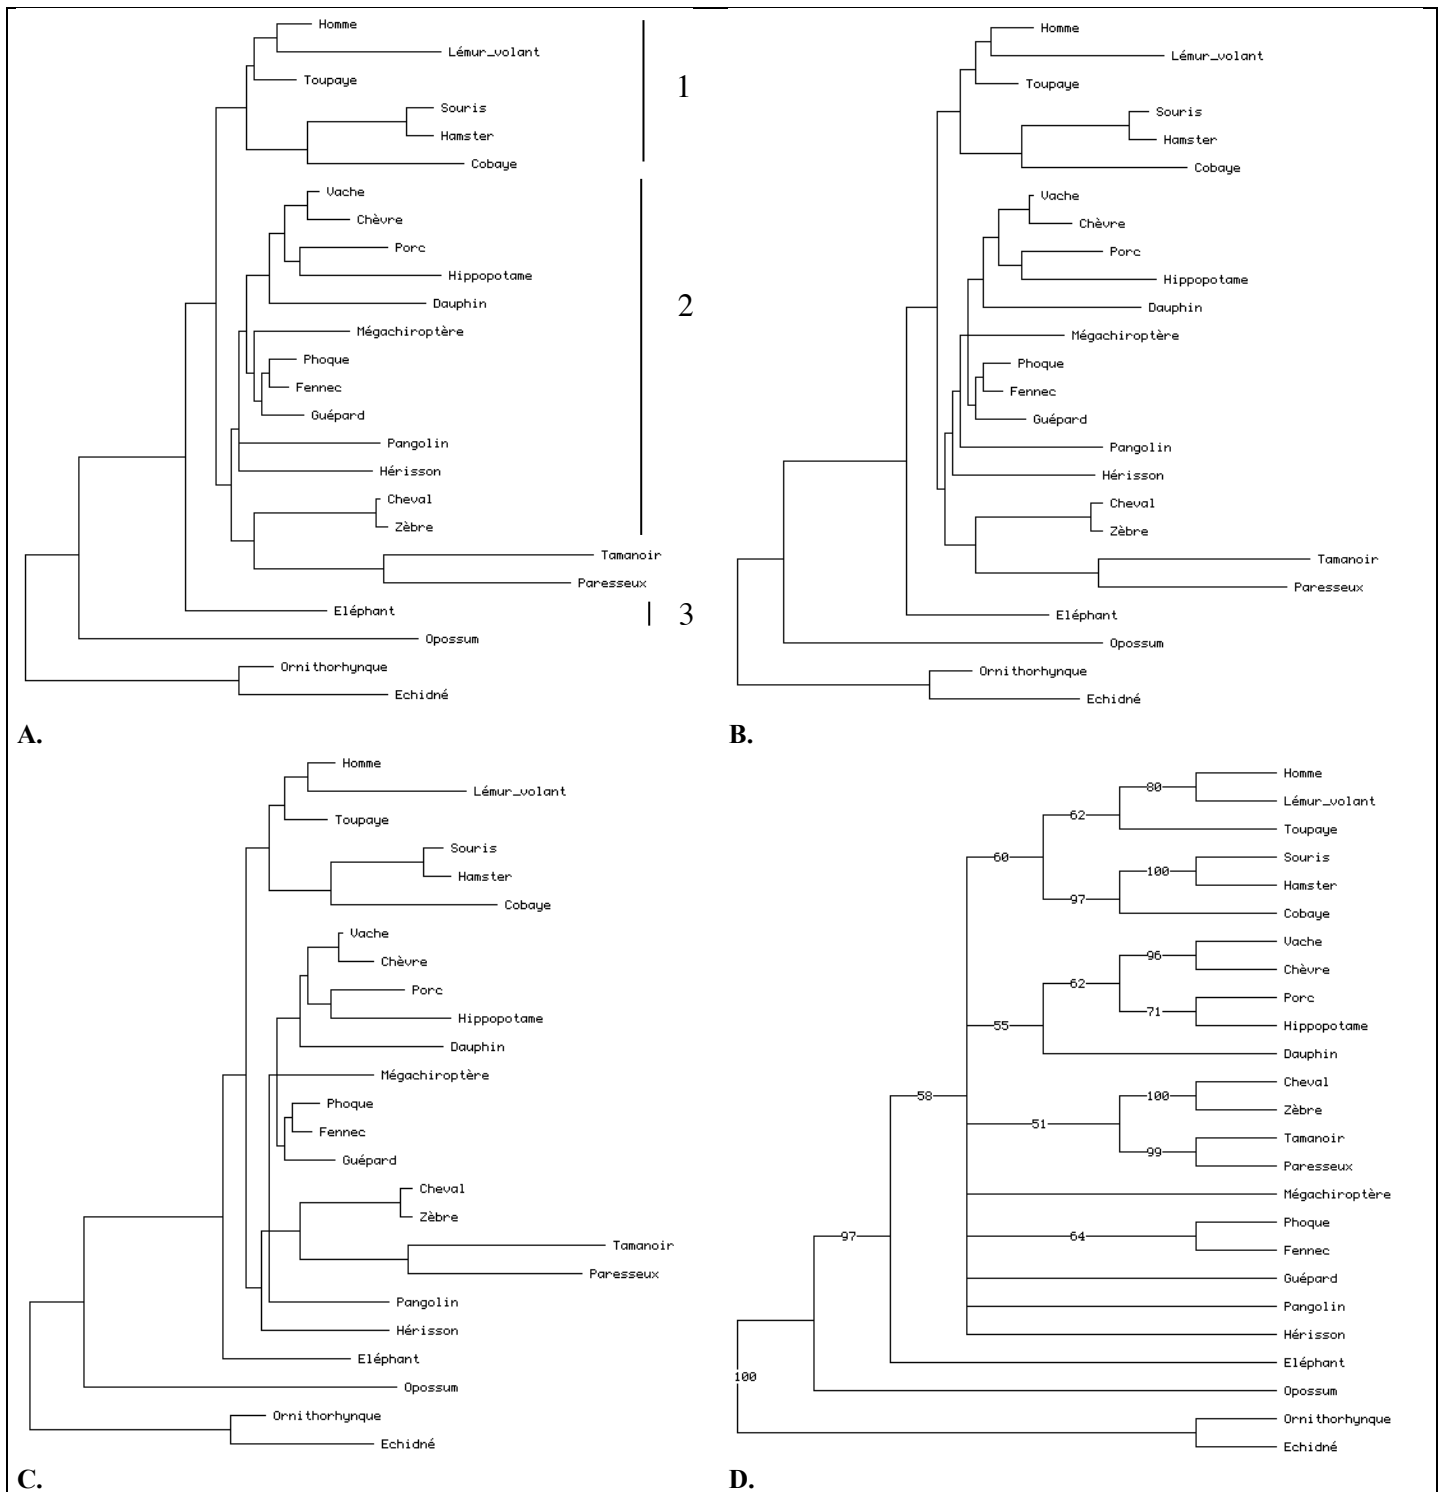 Homme
Lémur_volant
Toupaye
Souris
Hamster
Cobaye
1
Vache
Chèvre
Porc
Hippopotame
Dauphin
Mégachiroptère
Phoque
Fennec
Guépard
Pangolin
Hérisson
Cheval
Zèbre
2
Tamanoir
Paresseux
Eléphant
3
Opossum
Ornithorhynque
Echidné
A.
Homme
Lémur_volant
Toupaye
Souris
Hamster
Cobaye
Vache
Chèvre
Porc
Hippopotame
Dauphin
Mégachiroptère
Phoque
Fennec
Guépard
Pangolin
Hérisson
Cheval
Zèbre
Tamanoir
Paresseux
Eléphant
Opossum
Ornithorhynque
Echidné
B.
Homme
Lémur_volant
Toupaye
Souris
Hamster
Cobaye
Vache
Chèvre
Porc
Hippopotame
Dauphin
Mégachiroptère
Phoque
Fennec
Guépard
Cheval
Zèbre
Tamanoir
Paresseux
Pangolin
Hérisson
Eléphant
Opossum
Ornithorhynque
Echidné
C.
Homme
80
Lémur_volant
62
Toupaye
60
Souris
100
Hamster
97
Cobaye
Vache
96
Chèvre
62
Porc
71
Hippopotame
55
Dauphin
Cheval
58
100
Zèbre
51
Tamanoir
99
Paresseux
Mégachiroptère
Phoque
97
64
Fennec
Guépard
Pangolin
Hérisson
Eléphant
100
Opossum
Ornithorhynque
Echidné
D.